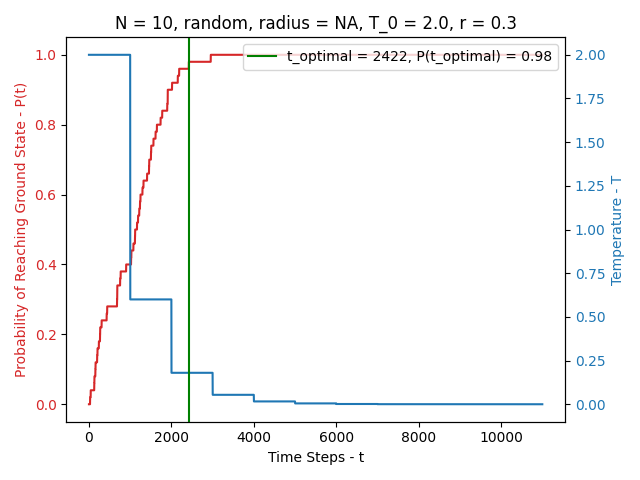 N = 10, random, radius = NA, T_0 = 2.0, r = 0.3
t_optimal = 2422, P(t_optimal) = 0.98
Probability of Reaching Ground State - P(t)
1.0
0.8
0.6
0.4
0.2
0.0
2.00
1.75
1.50
1.25
1.00
0.75
0.50
0.25
0.00
Temperature - T
0 2000 4000 6000 8000 10000
Time Steps - t